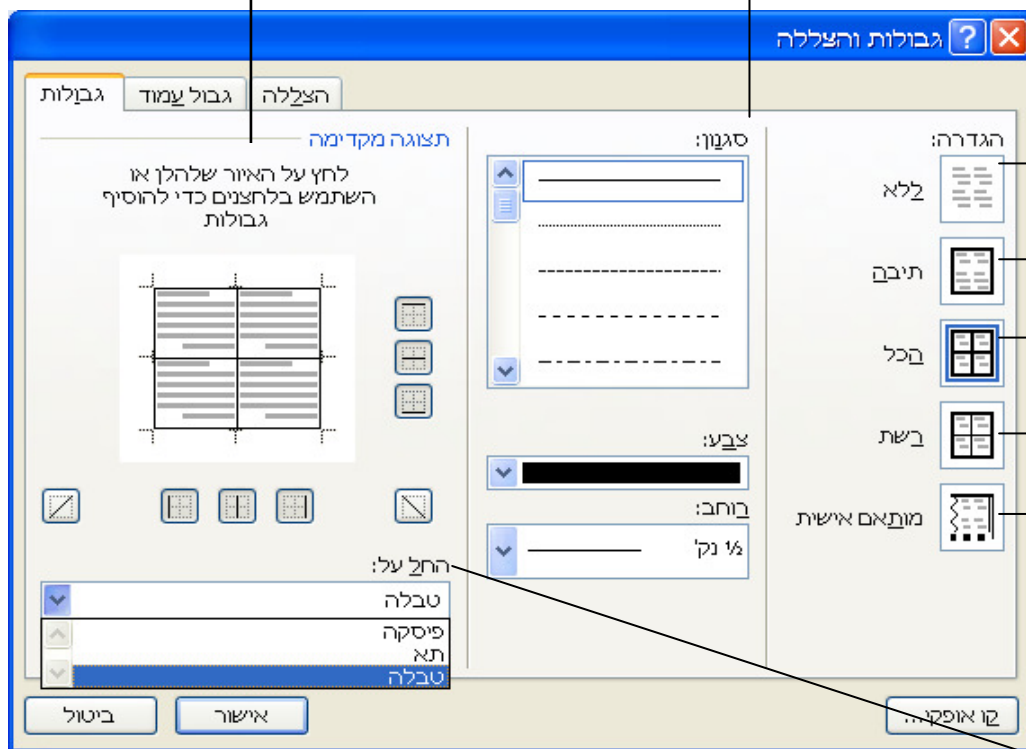 גבולות והצללה
גבולות
גבול עמוד
הצללה
הגדרה:
ללא
תיבה
הכל
רשת
מותאם אישית
סגנון:
צבע:
רוחב:
½ נק'
תצוגה מקדימה
לחץ על האיור שלהלן או
השתמש בלחצנים כדי להוסיף
גבולות
החל על:
טבלה
פיסקה
תא
טבלה
קו אופקי...
אישור
ביטול